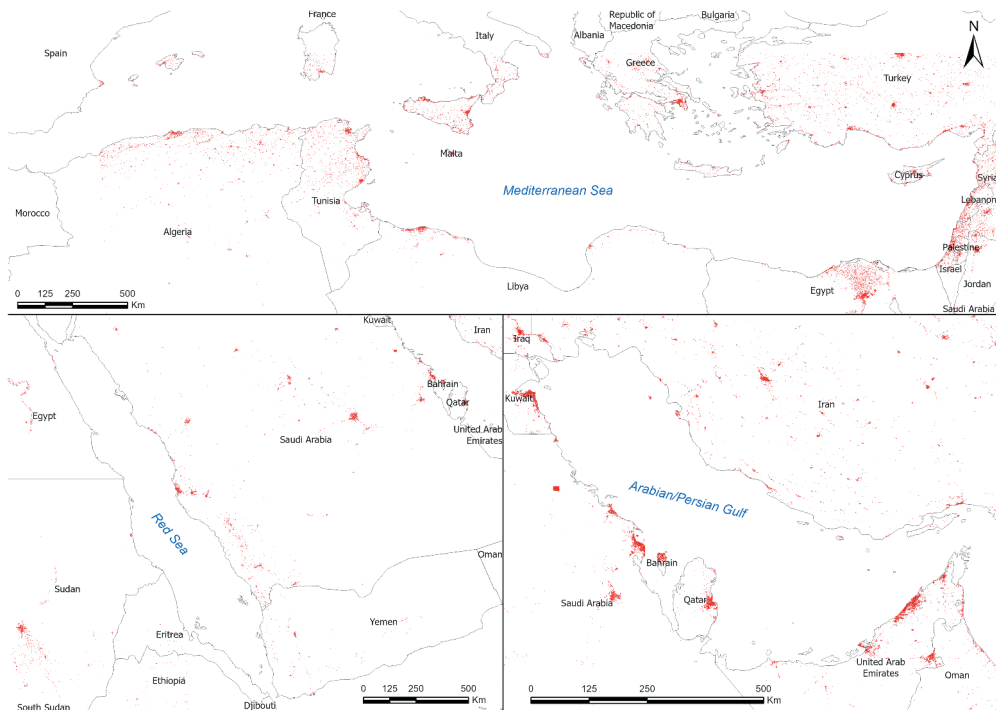 France
Republic of
Macedonia
Bulgaria
N
Spain
Italy
Albania
Greece
Turkey
Malta
Mediterranean Sea
Cyprus
Syria
Lebanon
Morocco
Tunisia
Algeria
Palestine
Israel
Libya
Egypt
Jordan
Saudi Arabia
0 125 250 500
Km
Kuwait
Iran
Bahrain
Qatar
Egypt
United Arab
Emirates
Saudi Arabia
Red Sea
Oman
Sudan
Yemen
Eritrea
Ethiopia
Djibouti
South Sudan
0 125 250 500
Km
Iraq
Kuwait
Iran
Arabian/Persian Gulf
Bahrain
Saudi Arabia
Qatar
United Arab
Emirates
Oman
0 125 250 500
Km